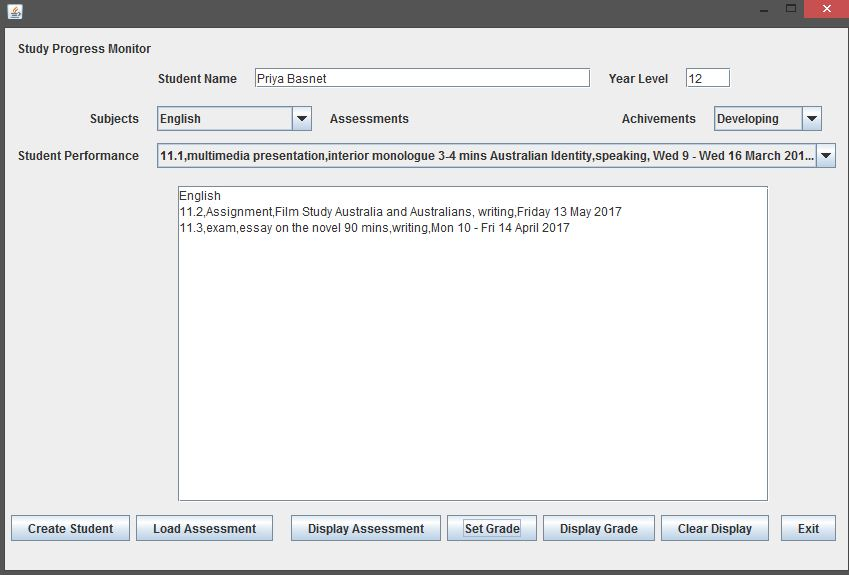 Study Progress Monitor
Student Name Priya Basnet Year Level 12
Subjects English Assessments Achivements Developing
Student Performance 11.1,multimedia presentation,interior monologue 3-4 mins Australian Identity,speaking, Wed 9 - Wed 16 March 201...
English
11.2,Assignment,Film Study Australia and Australians, writing,Friday 13 May 2017
11.3,exam,essay on the novel 90 mins,writing,Mon 10 - Fri 14 April 2017
Create Student Load Assessment Display Assessment Set Grade Display Grade Clear Display Exit